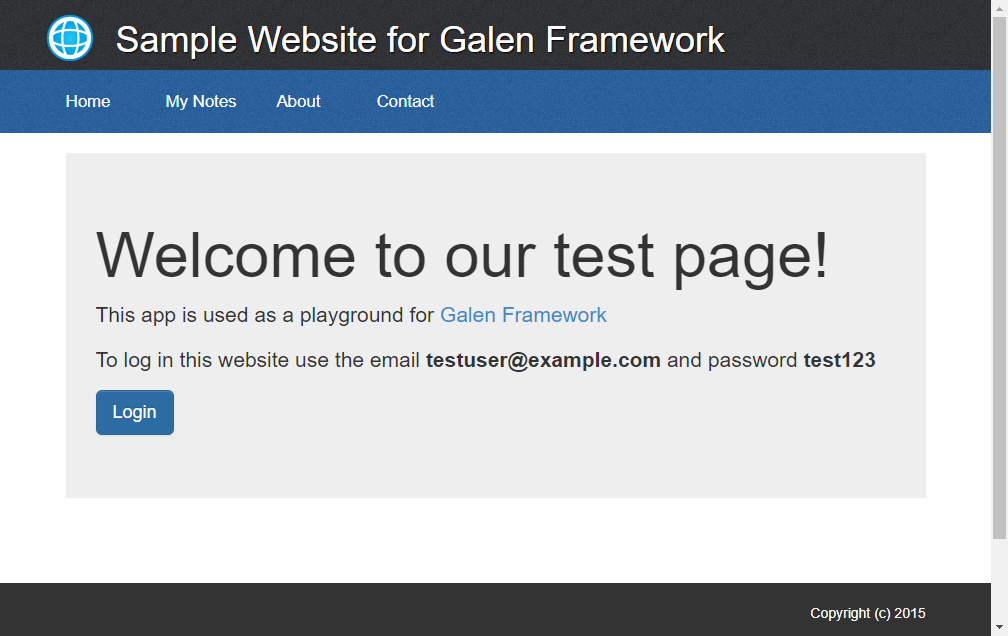 Sample Website for Galen Framework
Home My Notes About Contact
Welcome to our test page!
This app is used as a playground for Galen Framework
To log in this website use the email testuser@example.com and password test123
Login
Copyright (c) 2015